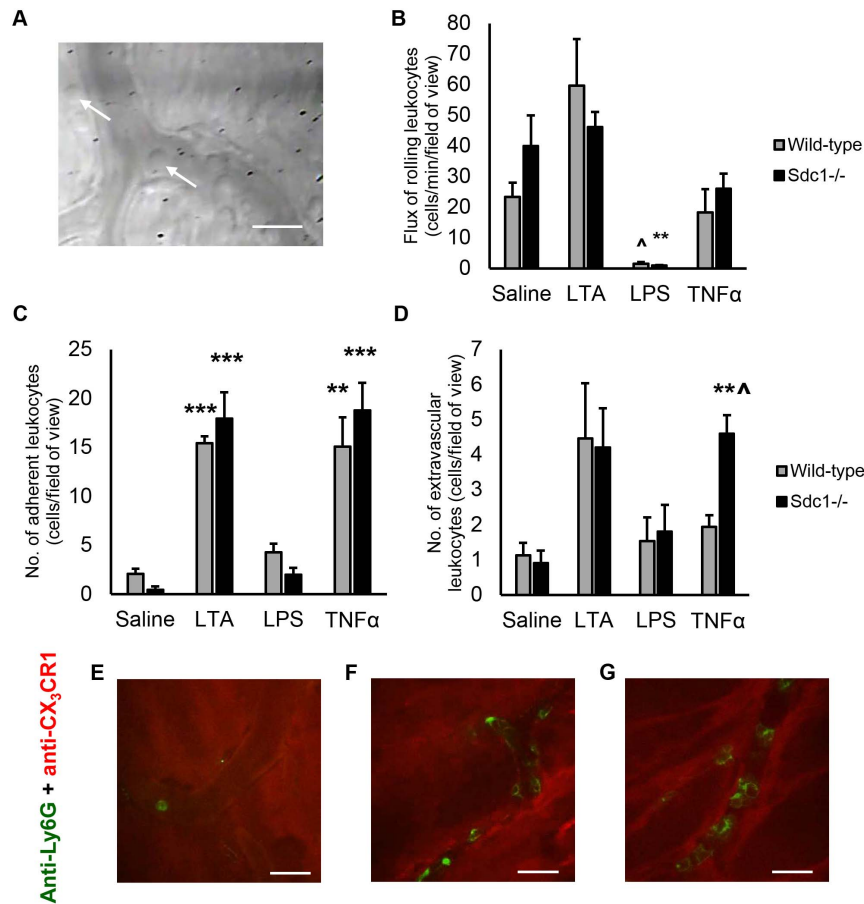 A
B
80
70
60
50
40
30
20
10
0
Flux of rolling leukocytes
(cells/min/field of view)
^
**
Saline
LTA
LPS
TNFα
Wild-type
Sdc1-/-
C
25
20
15
10
5
0
No. of adherent leukocytes
(cells/field of view)
***
***
**
***
Saline
LTA
LPS
TNFα
D
7
6
5
4
3
2
1
0
No. of extravascular
leukocytes (cells/field of view)
**^
Saline
LTA
LPS
TNFα
Wild-type
Sdc1-/-
Anti-Ly6G + anti-CX3CR1
E
F
G